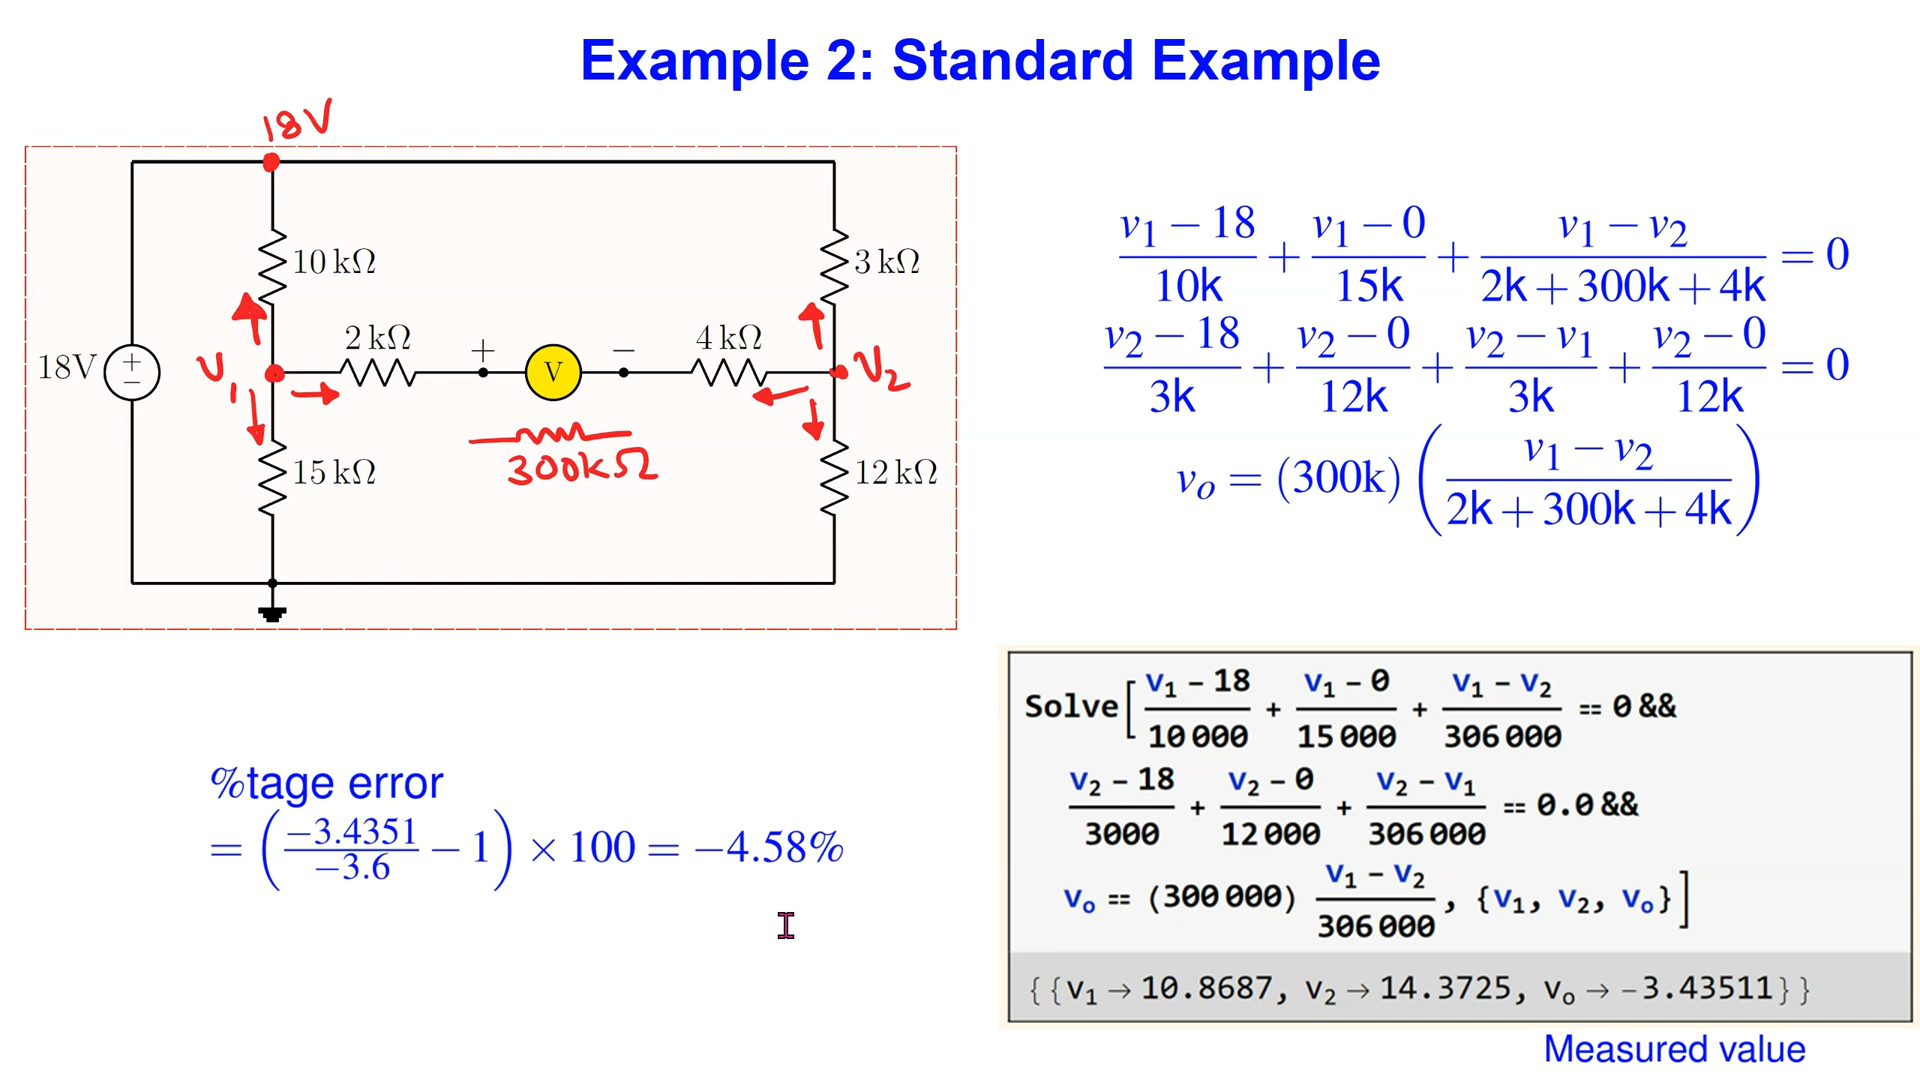 Example 2: Standard Example
18V
10 kΩ
3 kΩ
2 kΩ
4 kΩ
18V
+
−
V₁
+
−
V
V₂
300kΩ
15 kΩ
12 kΩ
(v₁ − 18)/10k + (v₁ − 0)/15k + (v₁ − v₂)/(2k + 300k + 4k) = 0
(v₂ − 18)/3k + (v₂ − 0)/12k + (v₂ − v₁)/3k + (v₂ − 0)/12k = 0
vₒ = (300k) ((v₁ − v₂)/(2k + 300k + 4k))
%tage error
= (−3.4351/−3.6 − 1) × 100 = −4.58%
Solve[(v₁ − 18)/10 000 + (v₁ − 0)/15 000 + (v₁ − v₂)/306 000 == 0 &&
(v₂ − 18)/3000 + (v₂ − 0)/12 000 + (v₂ − v₁)/306 000 == 0.0 &&
vₒ == (300 000) (v₁ − v₂)/306 000, {v₁, v₂, vₒ}]
{{v₁ → 10.8687, v₂ → 14.3725, vₒ → -3.43511}}
Measured value